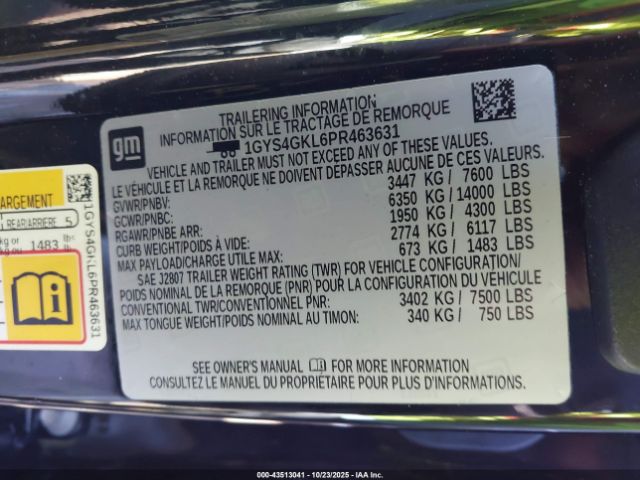 TRAILERING INFORMATION
INFORMATION SUR LE TRACTAGE DE REMORQUE
gm
1GYS4GKL6PR463631
VEHICLE AND TRAILER MUST NOT EXCEED ANY OF THESE VALUES
LE VÉHICULE ET LA REMORQUE NE DOIVENT DÉPASSER AUCUNE DE CES VALEURS.
GVWR/PNBV: 3447 KG / 7600 LBS
GCWR/PNBC: 6350 KG / 14000 LBS
RGAWR/PNBE ARR: 1950 KG / 4300 LBS
CURB WEIGHT/POIDS À VIDE: 2774 KG / 6117 LBS
MAX PAYLOAD/CHARGE UTILE MAX: 673 KG / 1483 LBS
SAE J2807 TRAILER WEIGHT RATING (TWR) FOR VEHICLE CONFIGURATION/
POIDS NOMINAL DE LA REMORQUE (PNR) POUR LA CONFIGURATION DU VÉHICULE
CONVENTIONAL TWR/CONVENTIONNEL PNR: 3402 KG / 7500 LBS
MAX TONGUE WEIGHT/POIDS NOMINAL AU TIMON: 340 KG / 750 LBS
SEE OWNER'S MANUAL FOR MORE INFORMATION
CONSULTEZ LE MANUEL DU PROPRIÉTAIRE POUR PLUS D'INFORMATIONS.
CHARGEMENT
REAR/ARRIÈRE 5
kg or 1483
1GYS4GKL6PR463631
000-43513041 - 10/23/2025 - IAA Inc.